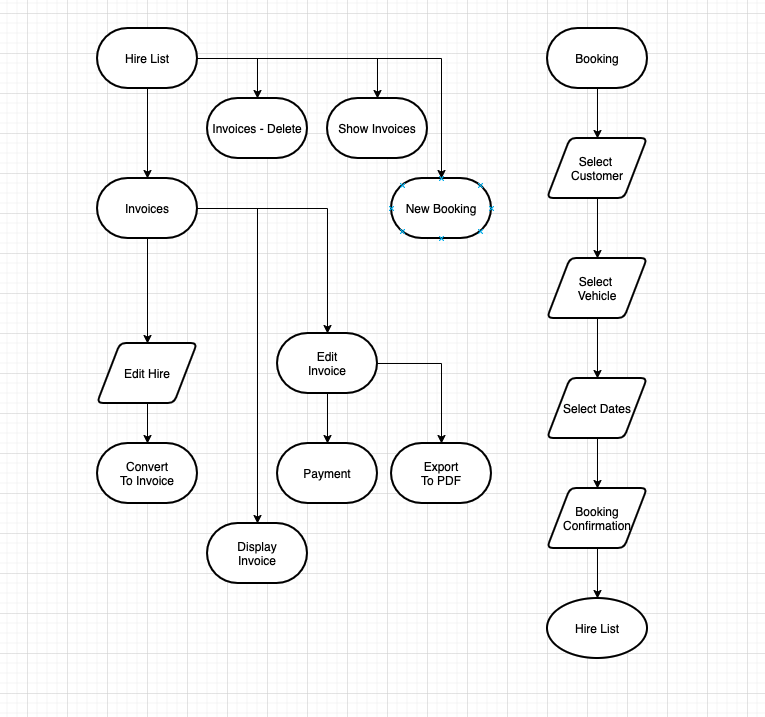 Hire List
Booking
Invoices - Delete
Show Invoices
Select
Customer
Invoices
New Booking
Select
Vehicle
Edit Hire
Edit
Invoice
Select Dates
Convert
To Invoice
Payment
Export
To PDF
Booking
Confirmation
Display
Invoice
Hire List